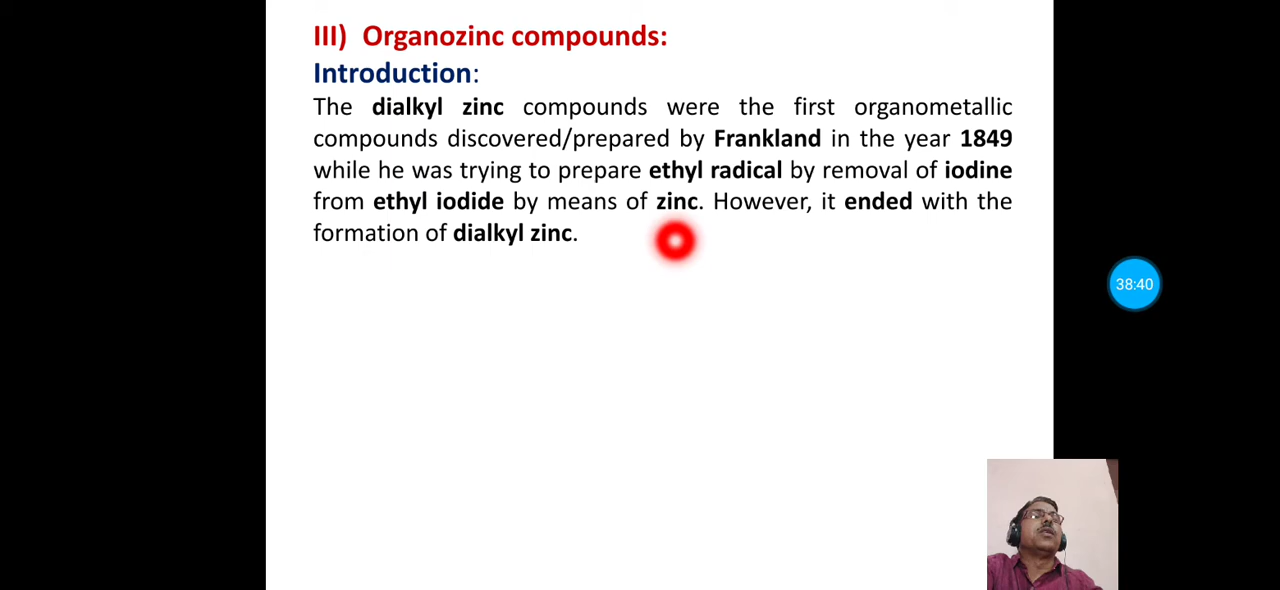 III) Organozinc compounds:
Introduction:
The dialkyl zinc compounds were the first organometallic
compounds discovered/prepared by Frankland in the year 1849
while he was trying to prepare ethyl radical by removal of iodine
from ethyl iodide by means of zinc. However, it ended with the
formation of dialkyl zinc.
38:40